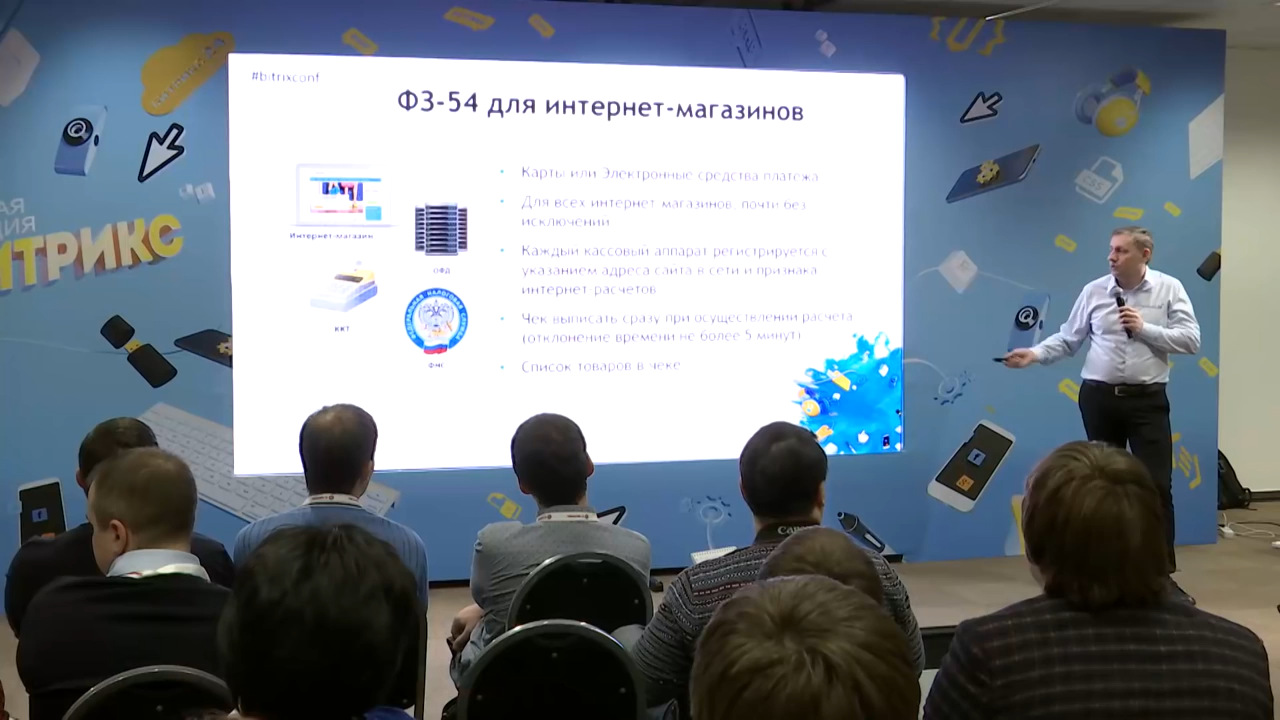 #bitrixconf
ФЗ-54 для интернет-магазинов
Интернет-магазин
ОФД
ККТ
ФНС
• Карты или Электронные средства платежа
• Для всех интернет магазинов, почти без
исключений
• Каждый кассовый аппарат регистрируется с
указанием адреса сайта в сети и признака
интернет расчетов
• Чек выписать сразу при осуществлении расчета
(отклонение времени не более 5 минут)
• Список товаров в чеке
CSS
Canon